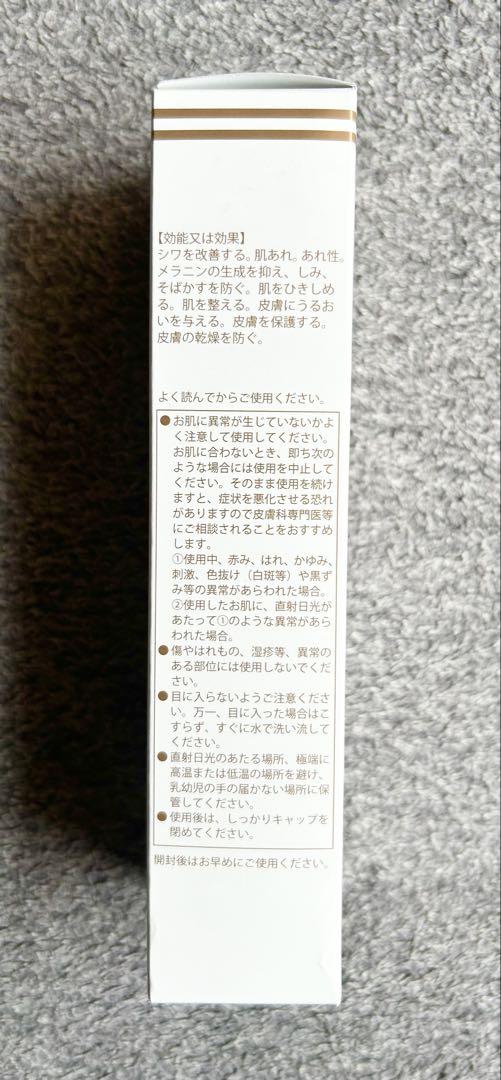 【効能又は効果】
シワを改善する。肌あれ。あれ性。
メラニンの生成を抑え、しみ、
そばかすを防ぐ。肌をひきしめ
る。肌を整える。皮膚にうるお
いを与える。皮膚を保護する。
皮膚の乾燥を防ぐ。
よく読んでからご使用ください。
●お肌に異常が生じていないかよ
く注意して使用してください。
お肌に合わないとき、即ち次の
ような場合には使用を中止して
ください。そのまま使用を続け
ますと、症状を悪化させる恐れ
がありますので皮膚科専門医等
にご相談されることをおすすめ
します。
①使用中、赤み、はれ、かゆみ、
刺激、色抜け（白斑等）や黒ず
み等の異常があらわれた場合。
②使用したお肌に、直射日光が
あたって①のような異常があら
われた場合。
●傷やはれもの、湿疹等、異常の
ある部位には使用しないでくだ
さい。
●目に入らないようご注意くださ
い。万一、目に入った場合はこ
すらず、すぐに水で洗い流して
ください。
●直射日光のあたる場所、極端に
高温または低温の場所を避け、
乳幼児の手の届かない場所に保
管してください。
●使用後は、しっかりキャップを
閉めてください。
開封後はお早めにご使用ください。